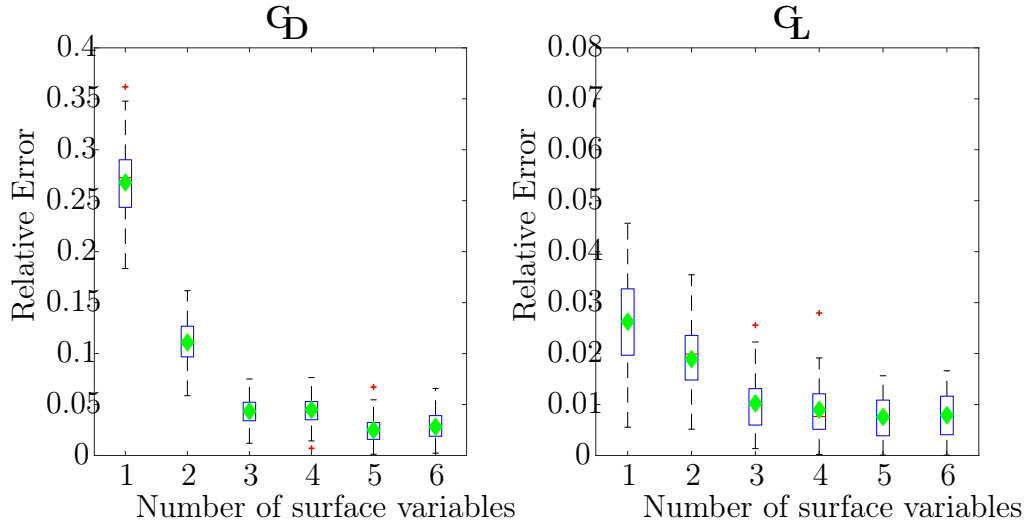 C_D
0.4
0.35
0.3
0.25
0.2
0.15
0.1
0.05
0
Relative Error
1 2 3 4 5 6
Number of surface variables
C_L
0.08
0.07
0.06
0.05
0.04
0.03
0.02
0.01
0
Relative Error
1 2 3 4 5 6
Number of surface variables